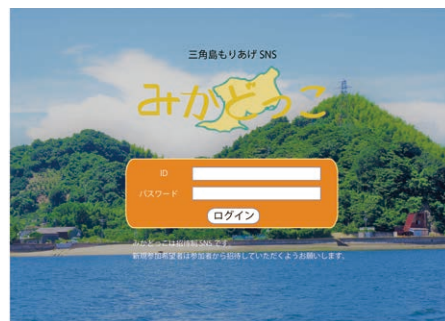 三角島もりあげ SNS
みかどっこ
ID
パスワード
ログイン
みかどっこは招待制 SNS です。
新規参加希望者は参加者から招待していただくようお願いします。